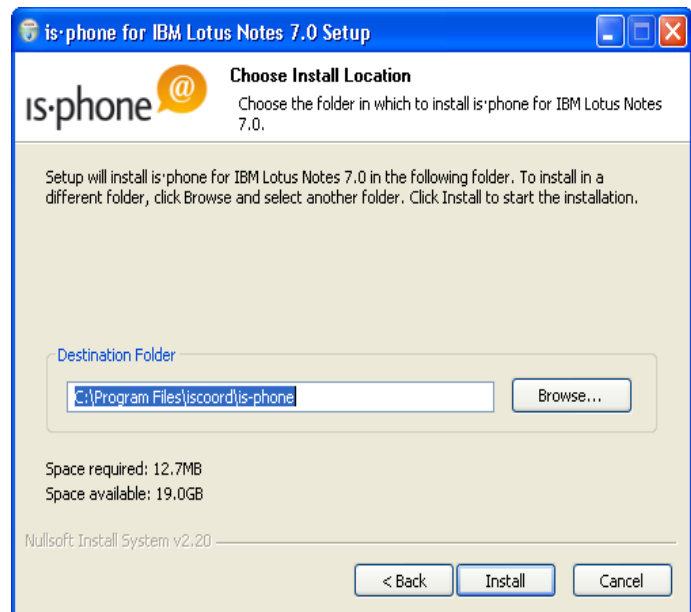 is·phone for IBM Lotus Notes 7.0 Setup
is·phone @
Choose Install Location
Choose the folder in which to install is·phone for IBM Lotus Notes
7.0.
Setup will install is·phone for IBM Lotus Notes 7.0 in the following folder. To install in a
different folder, click Browse and select another folder. Click Install to start the installation.
Destination Folder
C:\Program Files\iscoord\is-phone
Browse...
Space required: 12.7MB
Space available: 19.0GB
Nullsoft Install System v2.20
< Back
Install
Cancel